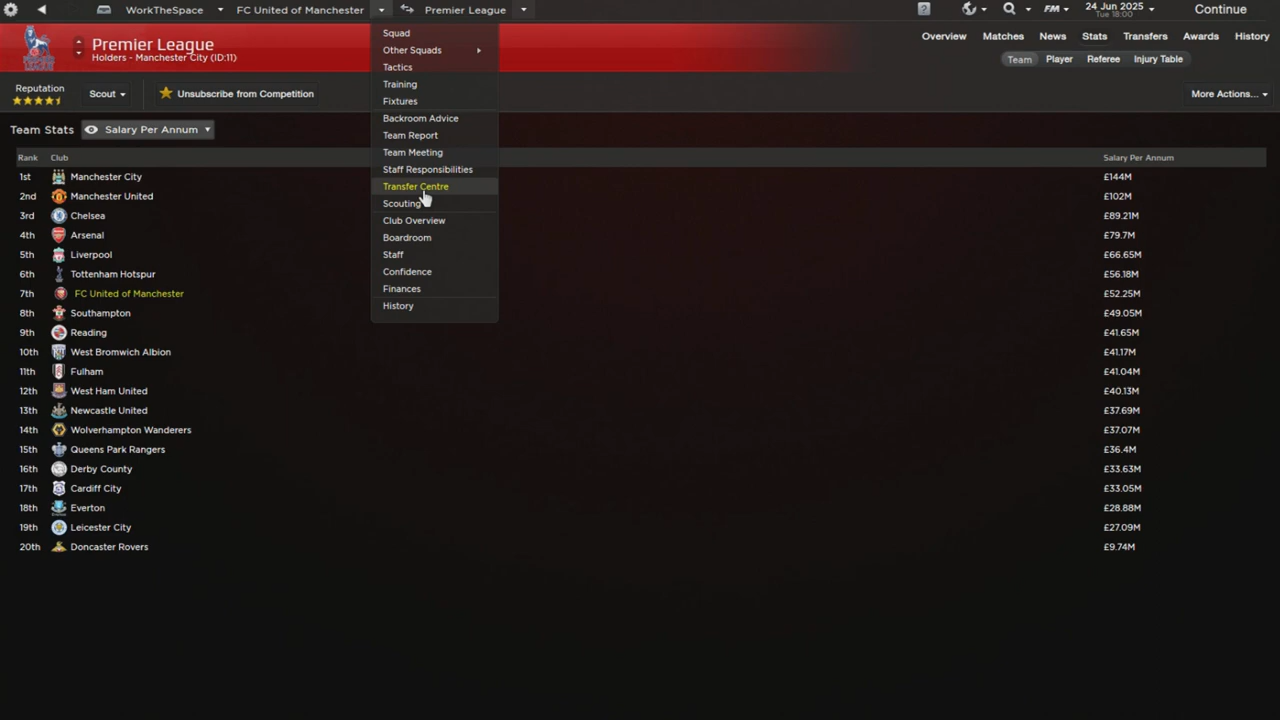 WorkTheSpace FC United of Manchester Premier League ? FM 24 Jun 2025 Tue 18:00 Continue
Premier League
Holders - Manchester City (ID:11)
Overview Matches News Stats Transfers Awards History
Team Player Referee Injury Table
Reputation
Scout
Unsubscribe from Competition
More Actions...
Team Stats Salary Per Annum
Squad
Other Squads
Tactics
Training
Fixtures
Backroom Advice
Team Report
Team Meeting
Staff Responsibilities
Transfer Centre
Scouting
Club Overview
Boardroom
Staff
Confidence
Finances
History
Rank Club Salary Per Annum
1st Manchester City £144M
2nd Manchester United £102M
3rd Chelsea £89.21M
4th Arsenal £79.7M
5th Liverpool £66.65M
6th Tottenham Hotspur £56.18M
7th FC United of Manchester £52.25M
8th Southampton £49.05M
9th Reading £41.65M
10th West Bromwich Albion £41.17M
11th Fulham £41.04M
12th West Ham United £40.13M
13th Newcastle United £37.69M
14th Wolverhampton Wanderers £37.07M
15th Queens Park Rangers £36.4M
16th Derby County £33.63M
17th Cardiff City £33.05M
18th Everton £28.88M
19th Leicester City £27.09M
20th Doncaster Rovers £9.74M